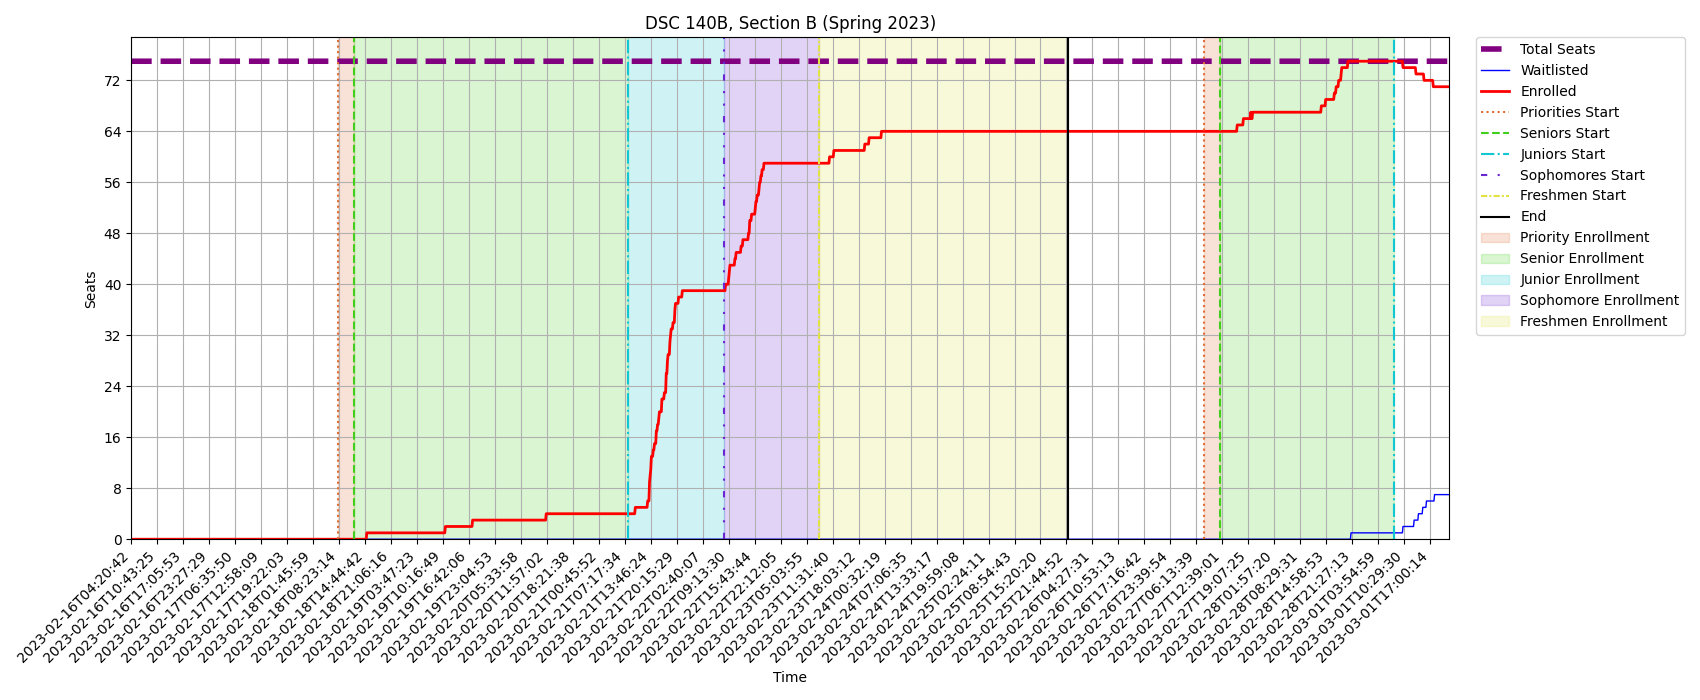 DSC 140B, Section B (Spring 2023)
Seats
72
64
56
48
40
32
24
16
8
0
2023-02-16T04:20:42
2023-02-16T10:43:25
2023-02-16T17:05:53
2023-02-16T23:27:29
2023-02-17T06:35:50
2023-02-17T12:58:09
2023-02-17T19:22:03
2023-02-18T01:45:59
2023-02-18T08:23:14
2023-02-18T14:44:42
2023-02-18T21:06:16
2023-02-19T03:47:23
2023-02-19T10:16:49
2023-02-19T16:42:06
2023-02-19T23:04:53
2023-02-20T05:33:58
2023-02-20T11:57:02
2023-02-20T18:21:38
2023-02-21T00:45:52
2023-02-21T07:17:34
2023-02-21T13:46:24
2023-02-21T20:15:29
2023-02-22T02:40:07
2023-02-22T09:13:30
2023-02-22T15:43:44
2023-02-22T22:12:05
2023-02-23T05:03:55
2023-02-23T11:31:40
2023-02-23T18:03:12
2023-02-24T00:32:19
2023-02-24T07:06:35
2023-02-24T13:33:17
2023-02-24T19:59:08
2023-02-25T02:24:11
2023-02-25T08:54:43
2023-02-25T15:20:20
2023-02-25T21:44:52
2023-02-26T04:27:31
2023-02-26T10:53:13
2023-02-26T17:16:42
2023-02-26T23:39:54
2023-02-27T06:13:39
2023-02-27T12:39:01
2023-02-27T19:07:25
2023-02-28T01:57:20
2023-02-28T08:29:31
2023-02-28T14:58:53
2023-02-28T21:27:13
2023-03-01T03:54:59
2023-03-01T10:29:30
2023-03-01T17:00:14
Time
Total Seats
Waitlisted
Enrolled
Priorities Start
Seniors Start
Juniors Start
Sophomores Start
Freshmen Start
End
Priority Enrollment
Senior Enrollment
Junior Enrollment
Sophomore Enrollment
Freshmen Enrollment